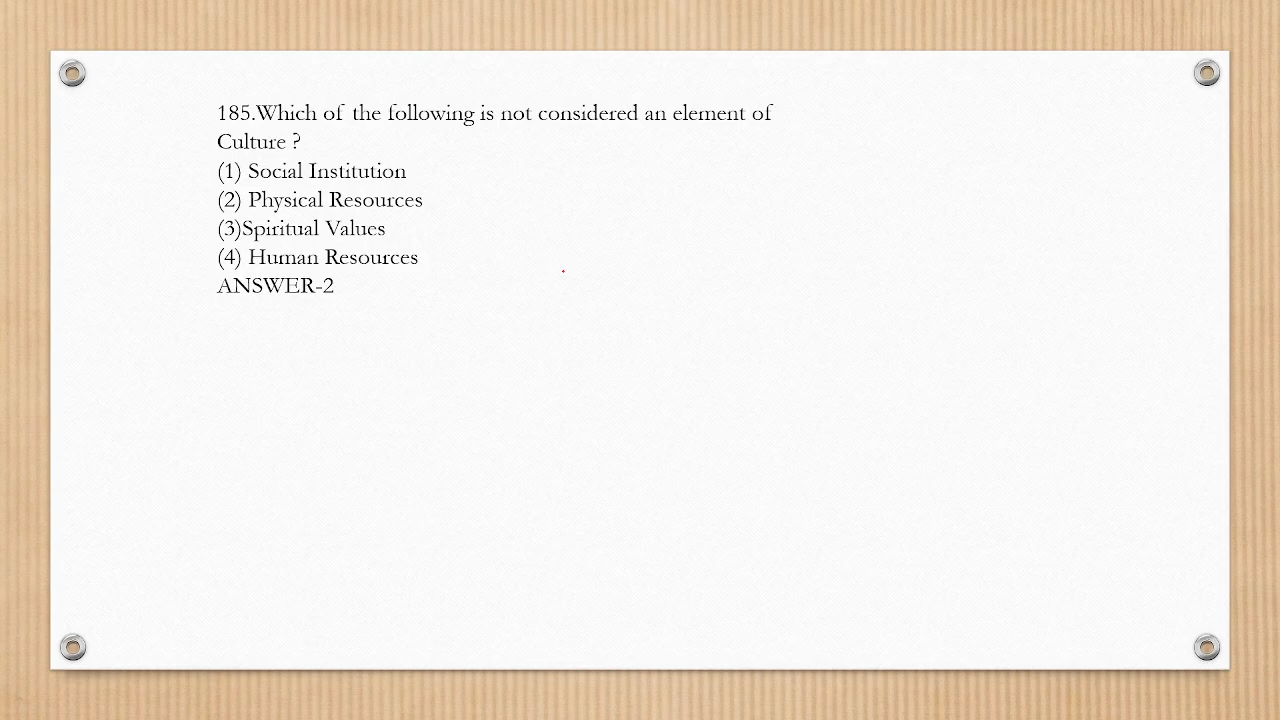 185.Which of the following is not considered an element of
Culture ?
(1) Social Institution
(2) Physical Resources
(3)Spiritual Values
(4) Human Resources
ANSWER-2